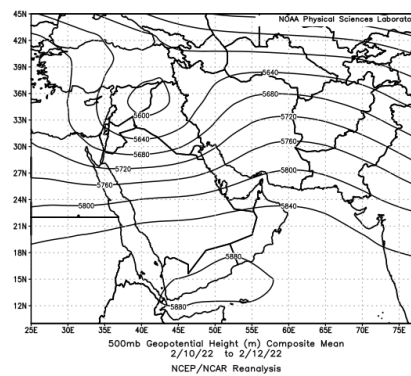 NOAA Physical Sciences Laborato
45N
42N
39N
36N
33N
30N
27N
24N
21N
18N
15N
12N
5640
5680
5600
5640
5720
5680
5760
5720
5760
5800
5800
5840
5880
5880
25E 30E 35E 40E 45E 50E 55E 60E 65E 70E 75E
500mb Geopotential Height (m) Composite Mean
2/10/22 to 2/12/22
NCEP/NCAR Reanalysis